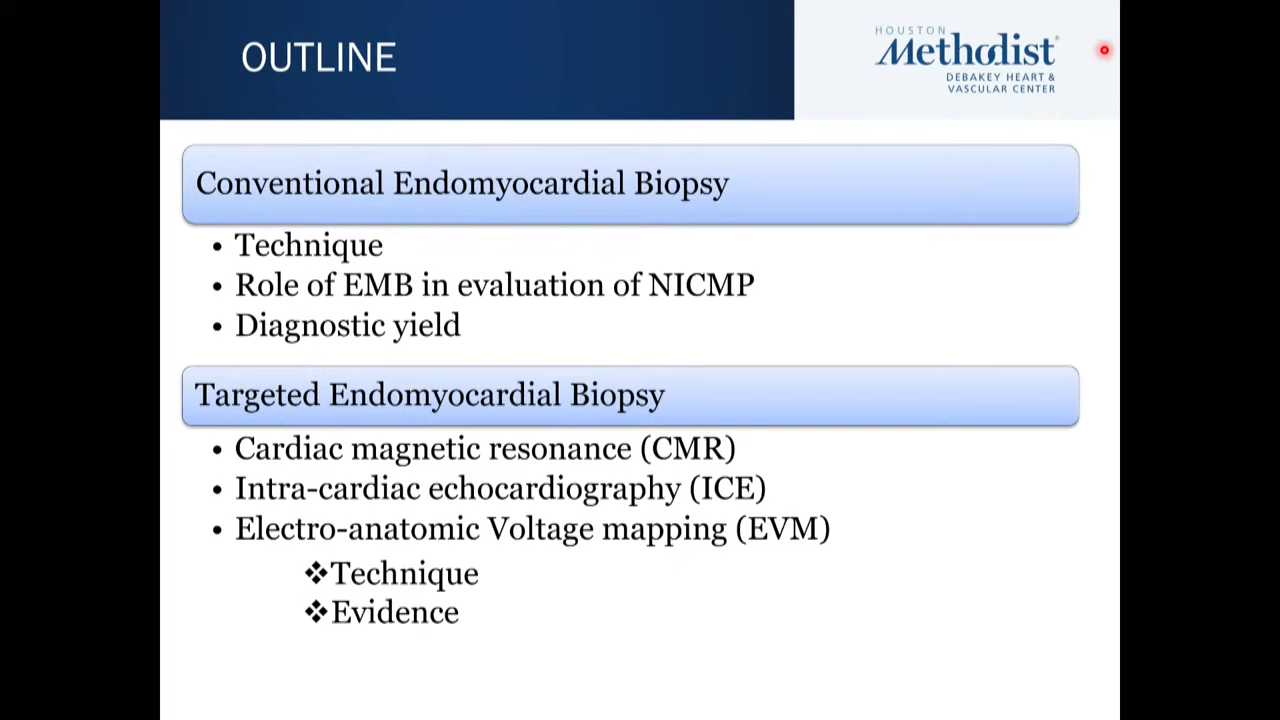 OUTLINE
HOUSTON
Methodist
DEBAKEY HEART &
VASCULAR CENTER
Conventional Endomyocardial Biopsy
• Technique
• Role of EMB in evaluation of NICMP
• Diagnostic yield
Targeted Endomyocardial Biopsy
• Cardiac magnetic resonance (CMR)
• Intra-cardiac echocardiography (ICE)
• Electro-anatomic Voltage mapping (EVM)
❖Technique
❖Evidence